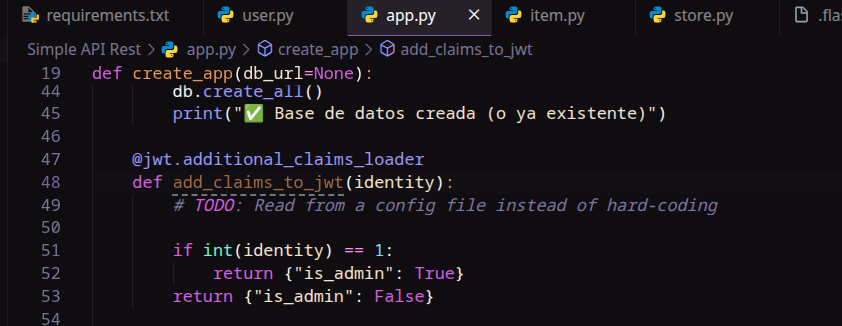 requirements.txt user.py app.py × item.py store.py .flas
Simple API Rest > app.py > create_app > add_claims_to_jwt
19 def create_app(db_url=None):
44 db.create_all()
45 print("✅ Base de datos creada (o ya existente)")
46
47 @jwt.additional_claims_loader
48 def add_claims_to_jwt(identity):
49 # TODO: Read from a config file instead of hard-coding
50
51 if int(identity) == 1:
52 return {"is_admin": True}
53 return {"is_admin": False}
54